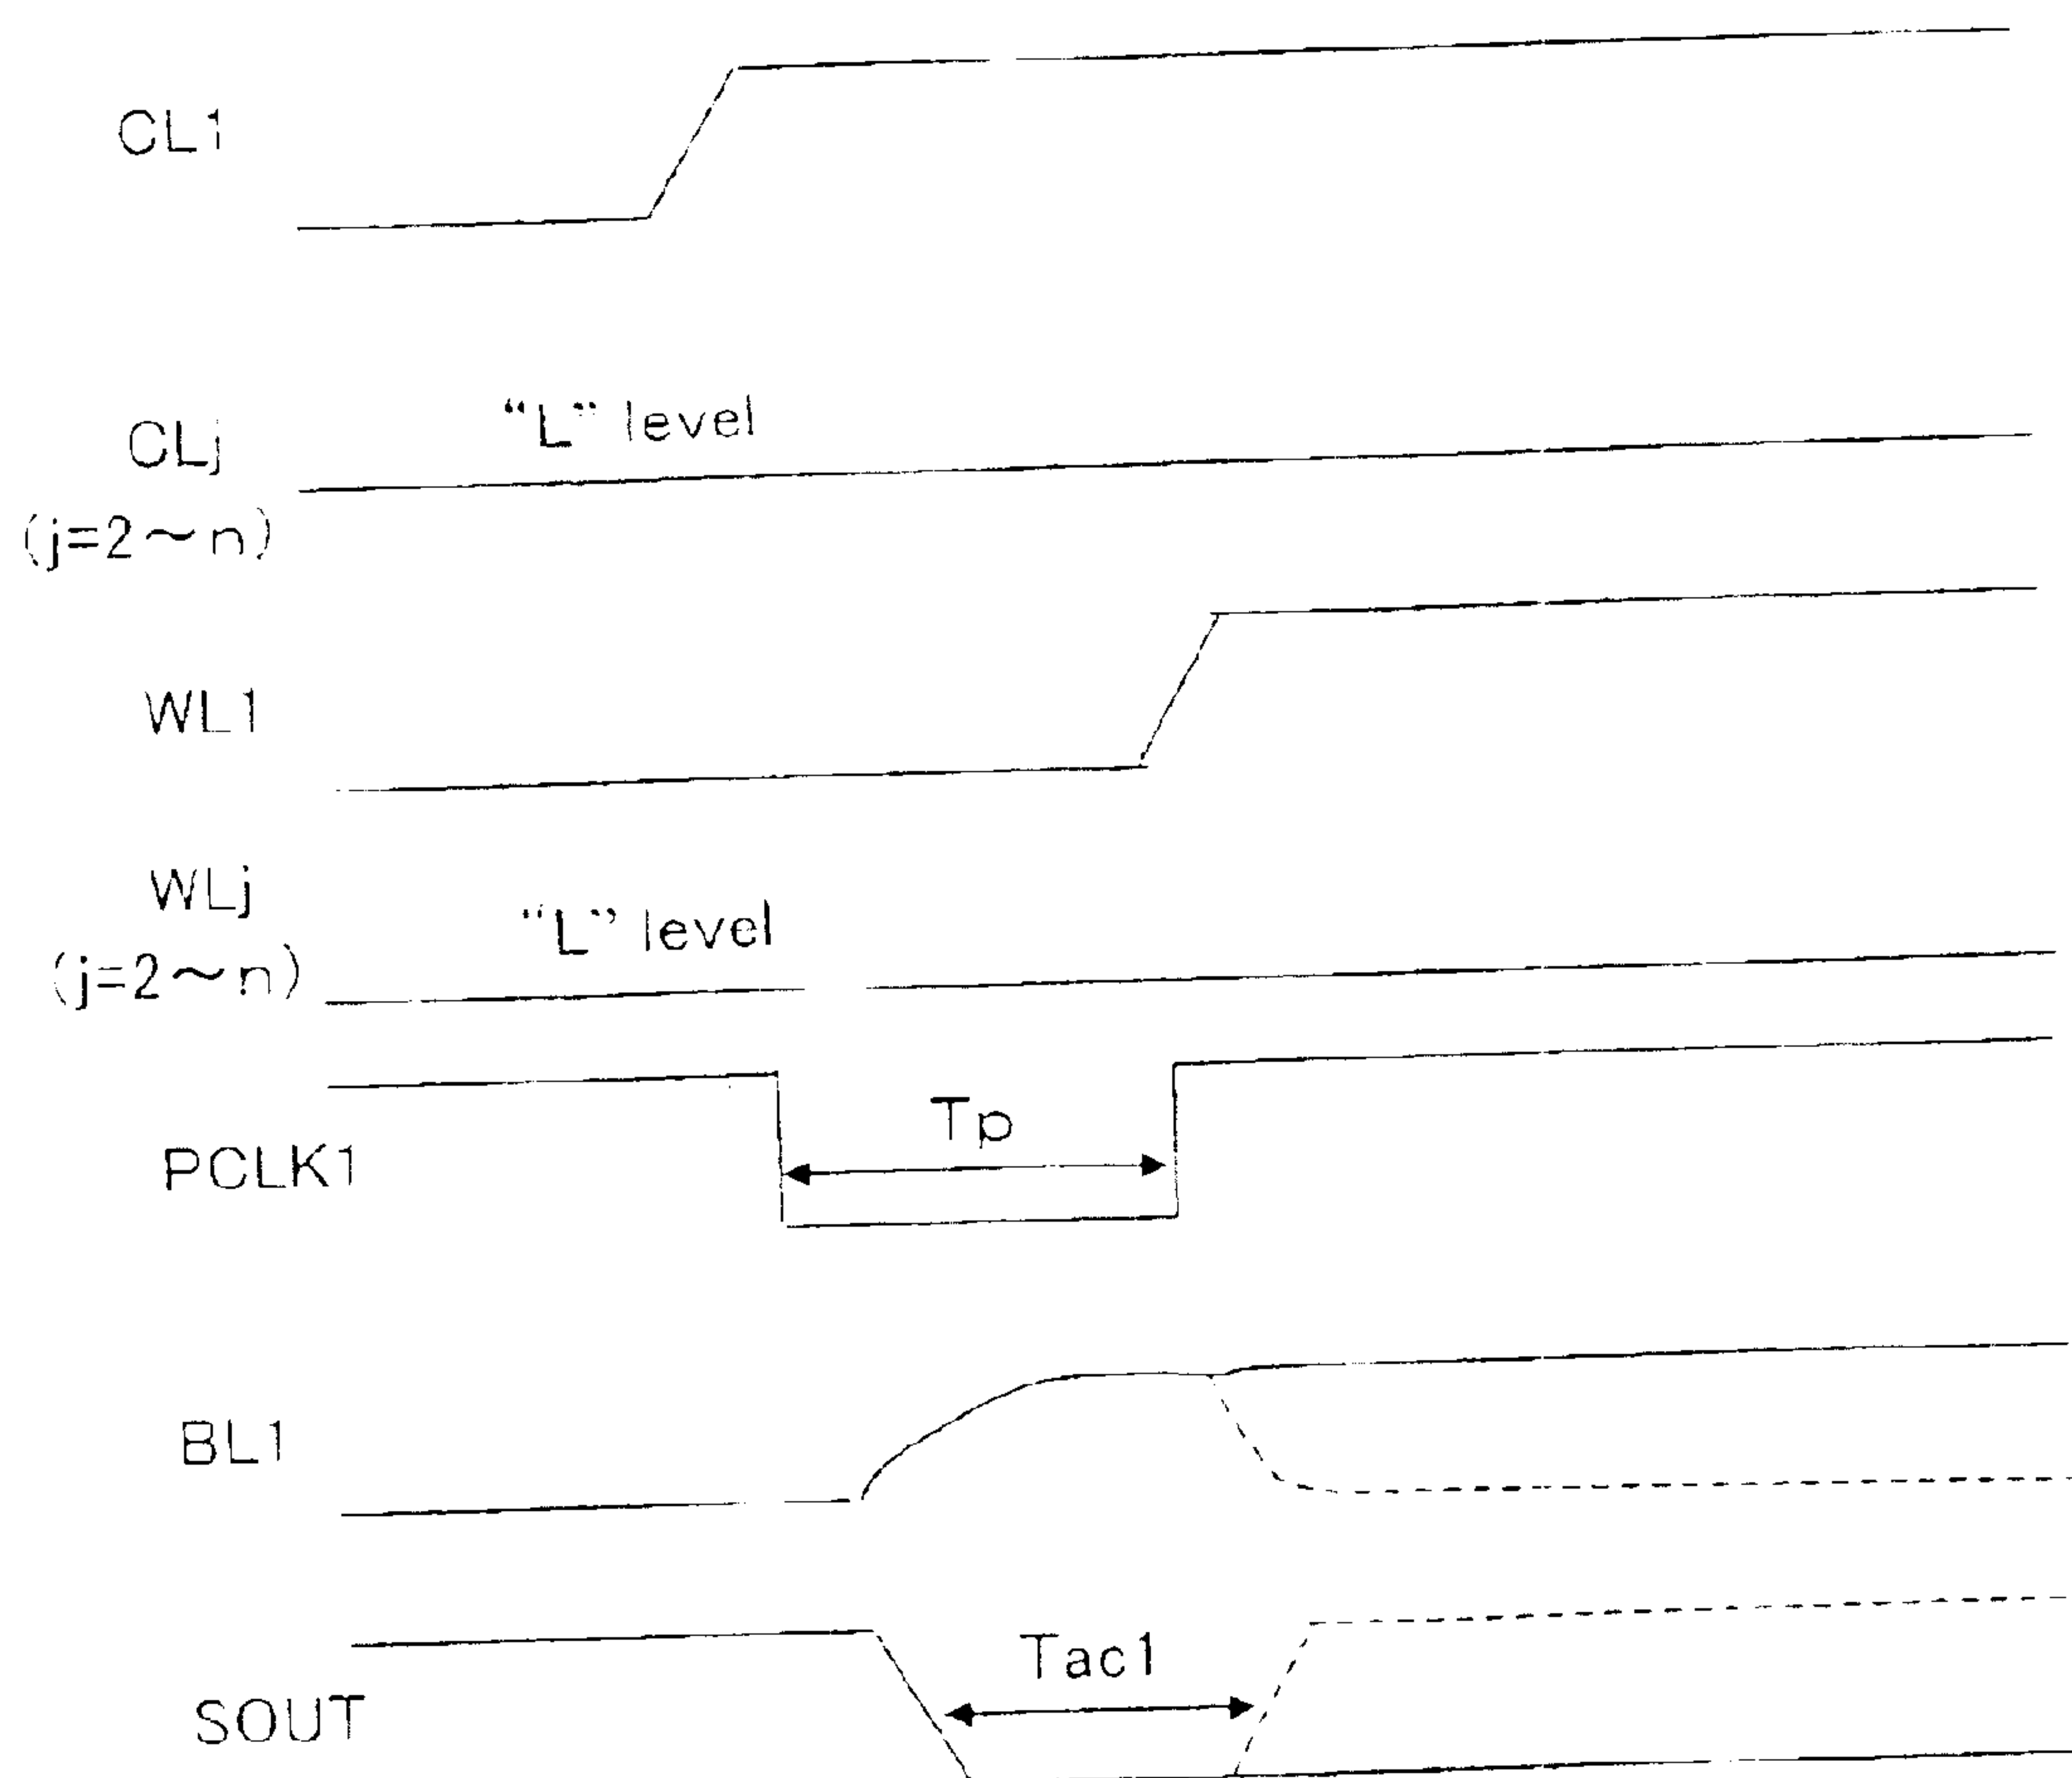 CL1
"L" level
CLj
(j=2～n)
WL1
WLj
"L" level
(j=2～n)
Tp
PCLK1
BL1
Tac1
SOUT